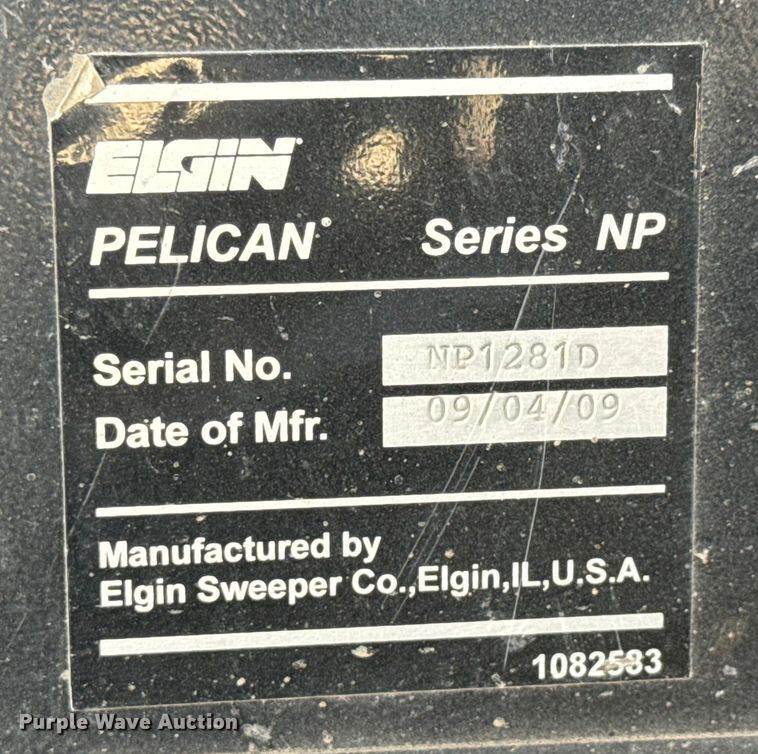 ELGIN
PELICAN® Series NP
Serial No. NP1281D
Date of Mfr. 09/04/09
Manufactured by
Elgin Sweeper Co.,Elgin,IL,U.S.A.
1082533
Purple Wave Auction